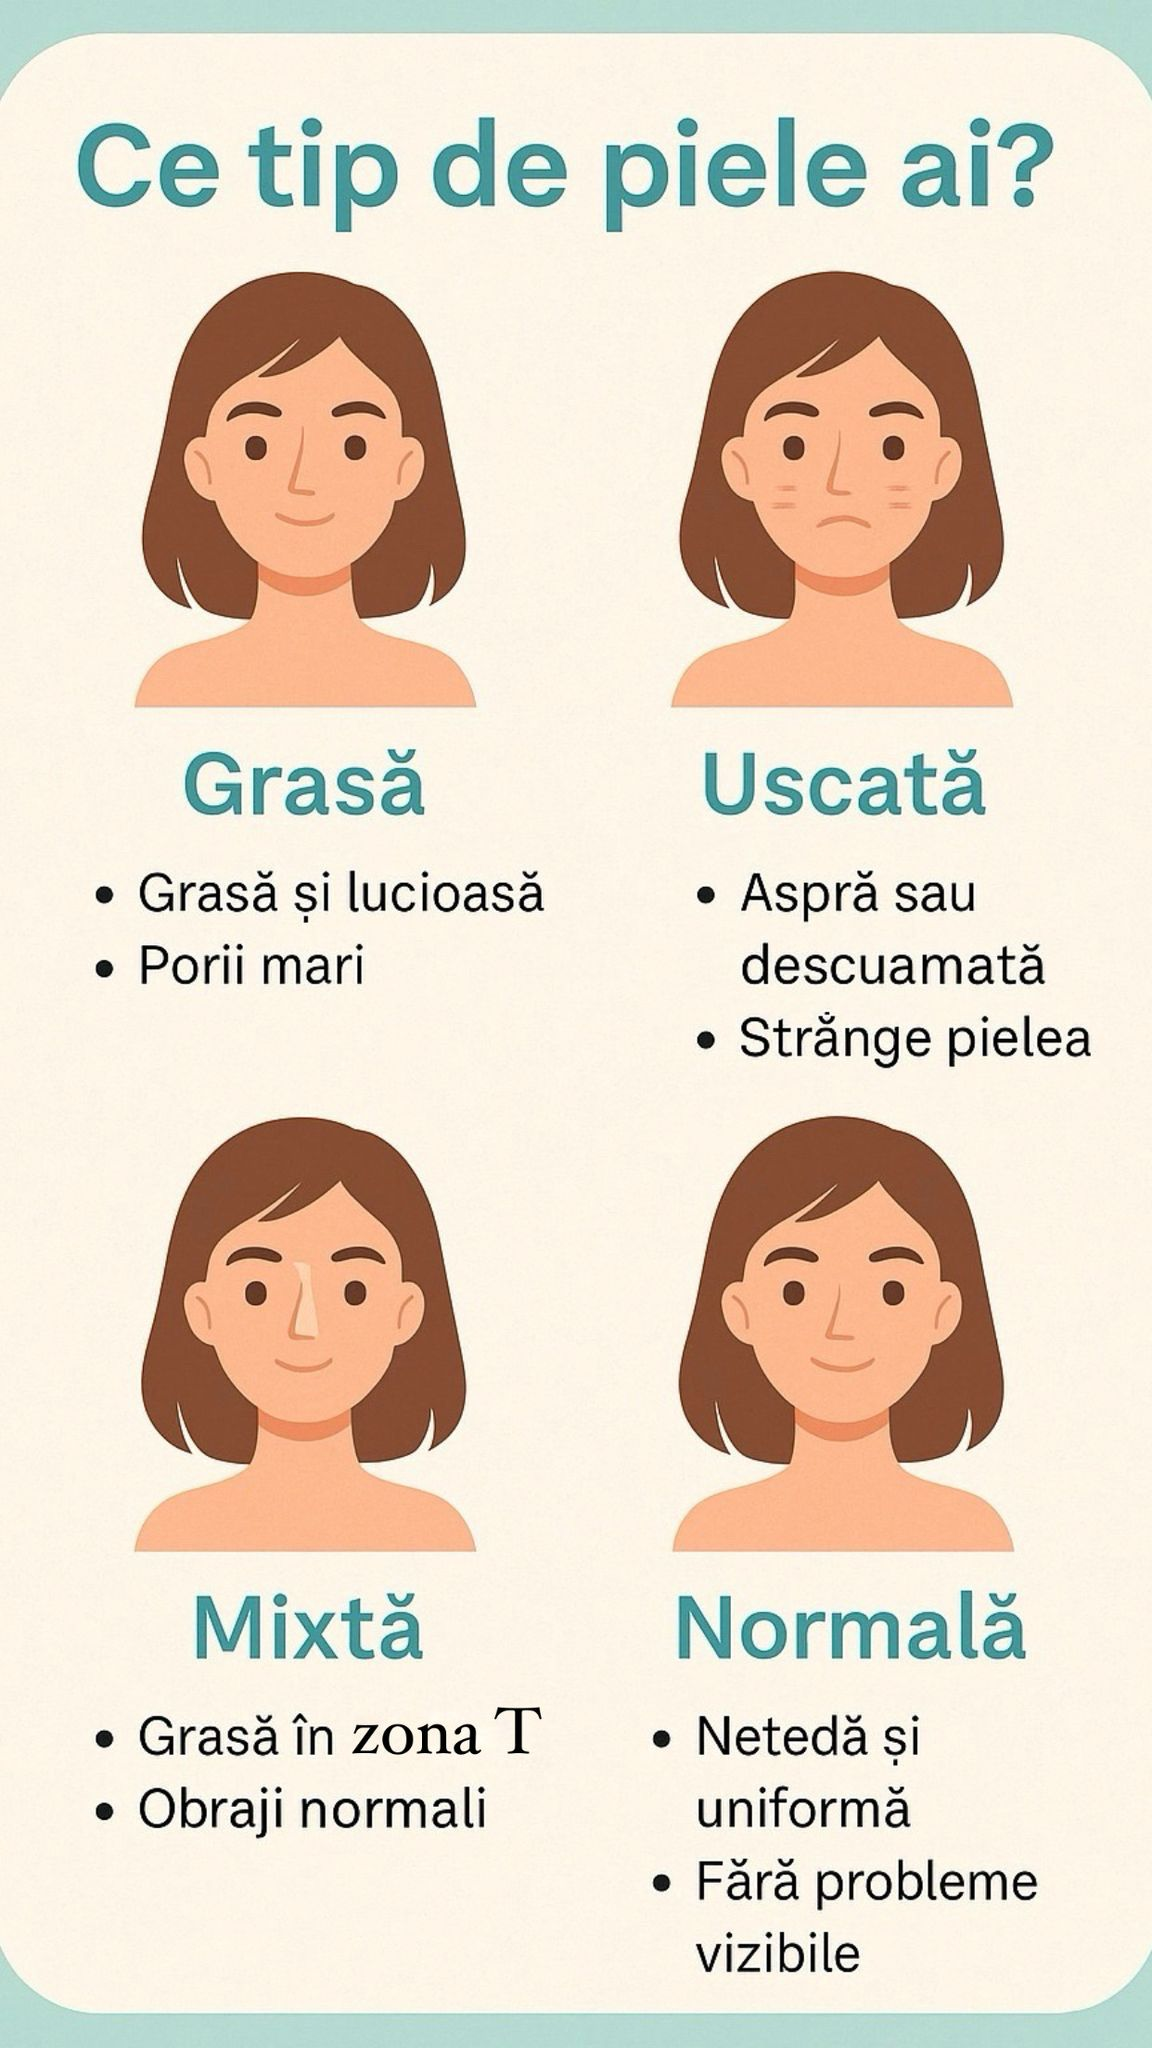 Ce tip de piele ai?
Grasă
• Grasă și lucioasă
• Porii mari
Uscată
• Aspră sau
descuamată
• Strẳnge pielea
Mixtă
• Grasă în zona T
• Obraji normali
Normală
• Netedă și
uniformă
• Fără probleme
vizibile